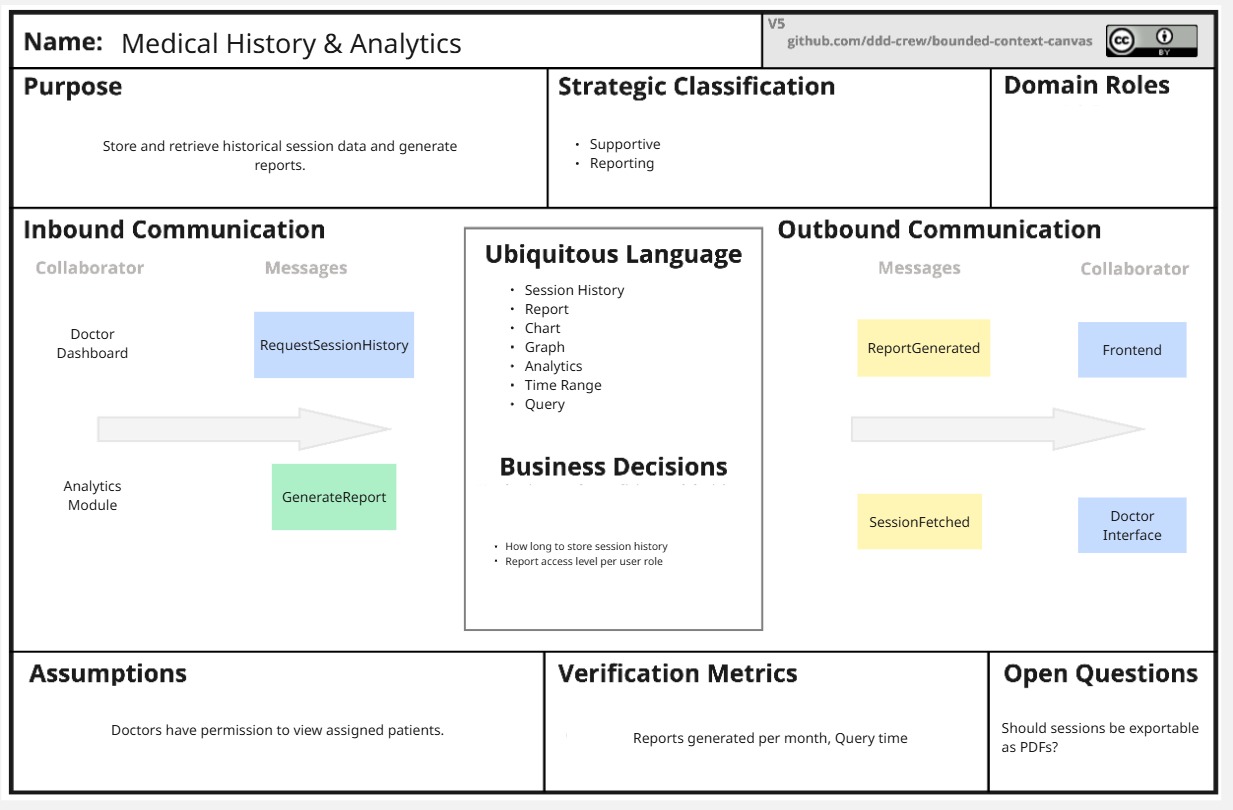 Name: Medical History & Analytics
V5
github.com/ddd-crew/bounded-context-canvas
cc
BY
Purpose
Store and retrieve historical session data and generate
reports.
Strategic Classification
• Supportive
• Reporting
Domain Roles
Inbound Communication
Collaborator
Messages
Doctor
Dashboard
RequestSessionHistory
Analytics
Module
GenerateReport
Ubiquitous Language
• Session History
• Report
• Chart
• Graph
• Analytics
• Time Range
• Query
Business Decisions
• How long to store session history
• Report access level per user role
Outbound Communication
Messages
Collaborator
ReportGenerated
Frontend
SessionFetched
Doctor
Interface
Assumptions
Doctors have permission to view assigned patients.
Verification Metrics
Reports generated per month, Query time
Open Questions
Should sessions be exportable
as PDFs?